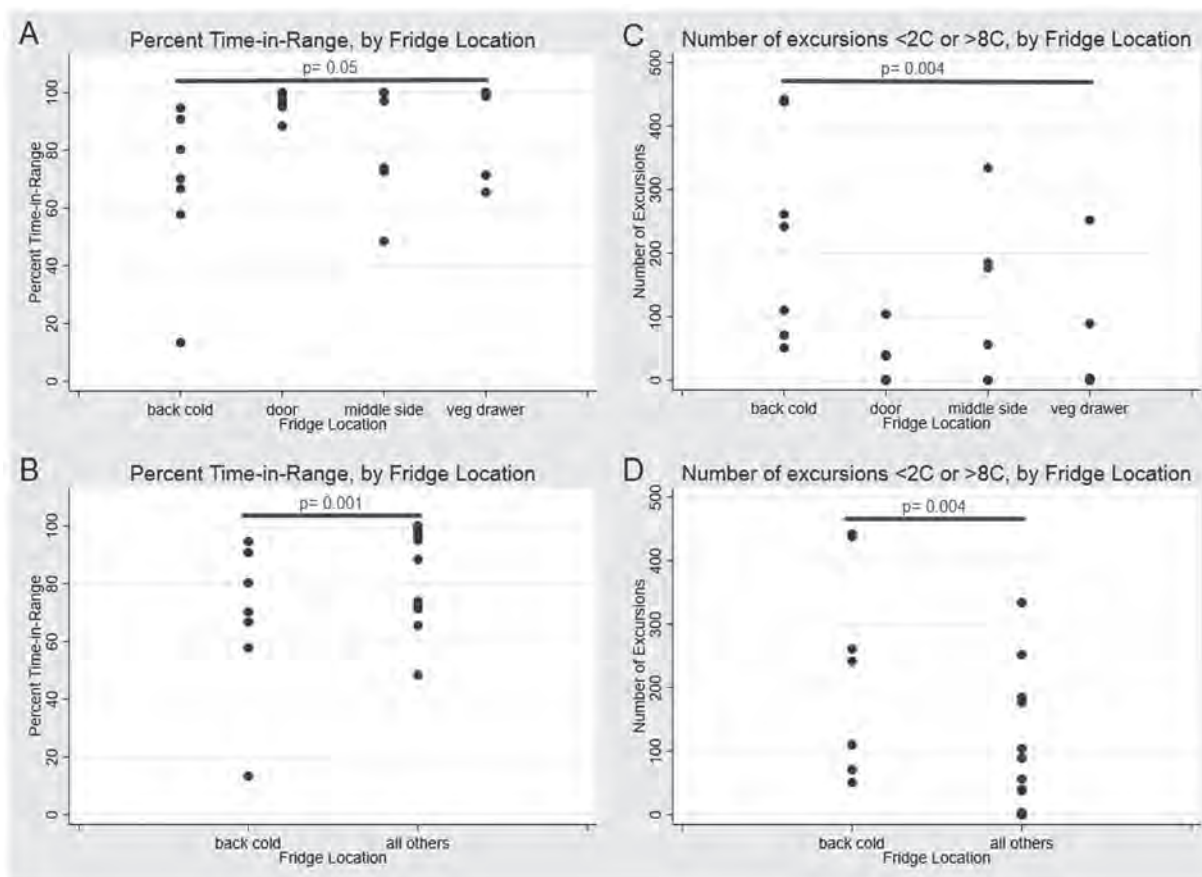 A
Percent Time-in-Range, by Fridge Location
p= 0.05
Percent Time-in-Range
100
80
60
40
20
0
back cold door middle side veg drawer
Fridge Location
C
Number of excursions <2C or >8C, by Fridge Location
p= 0.004
Number of Excursions
500
400
300
200
100
0
back cold door middle side veg drawer
Fridge Location
B
Percent Time-in-Range, by Fridge Location
p= 0.001
Percent Time-in-Range
100
80
60
40
20
0
back cold all others
Fridge Location
D
Number of excursions <2C or >8C, by Fridge Location
p= 0.004
Number of Excursions
500
400
300
200
100
0
back cold all others
Fridge Location